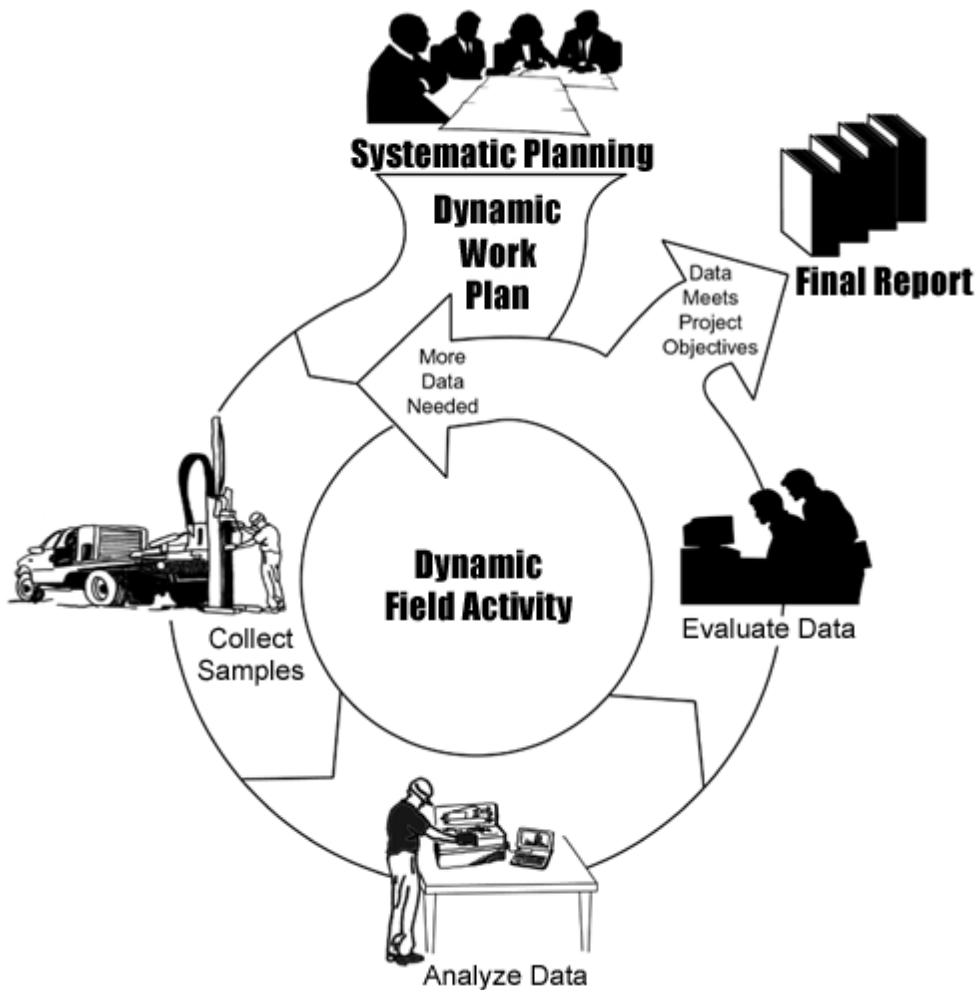 Systematic Planning
Dynamic
Work
Plan
Data
Meets
Project
Objectives
Final Report
More
Data
Needed
Dynamic
Field Activity
Collect
Samples
Evaluate Data
Analyze Data